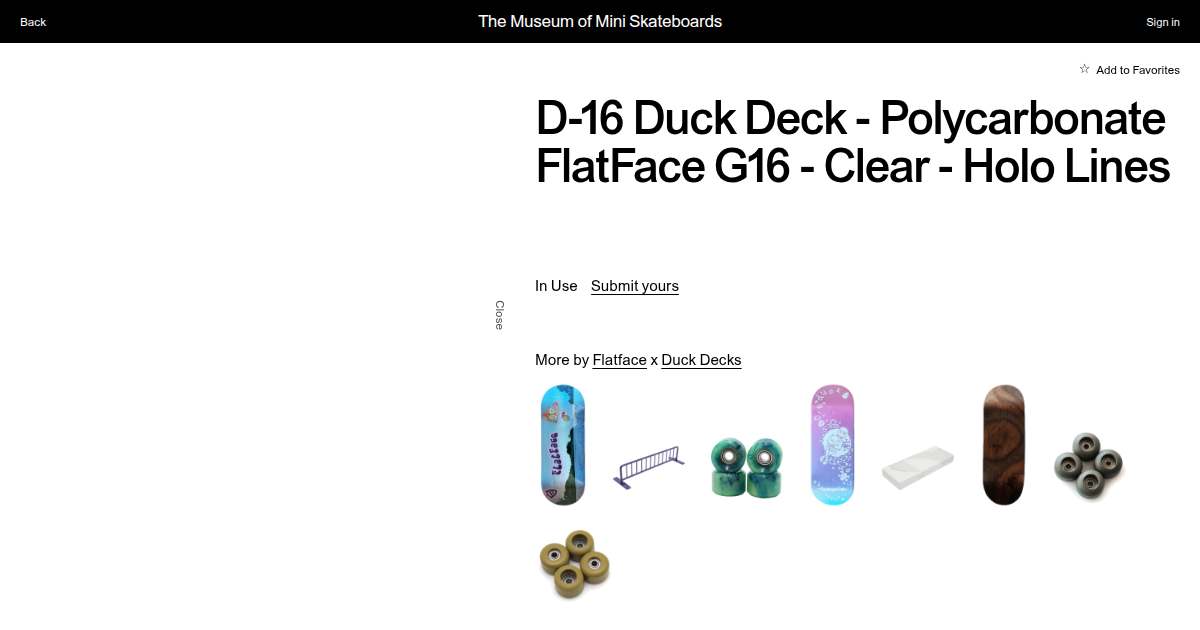 Back
The Museum of Mini Skateboards
Sign in
☆ Add to Favorites
D-16 Duck Deck - Polycarbonate
FlatFace G16 - Clear - Holo Lines
In Use Submit yours
Close
More by Flatface x Duck Decks